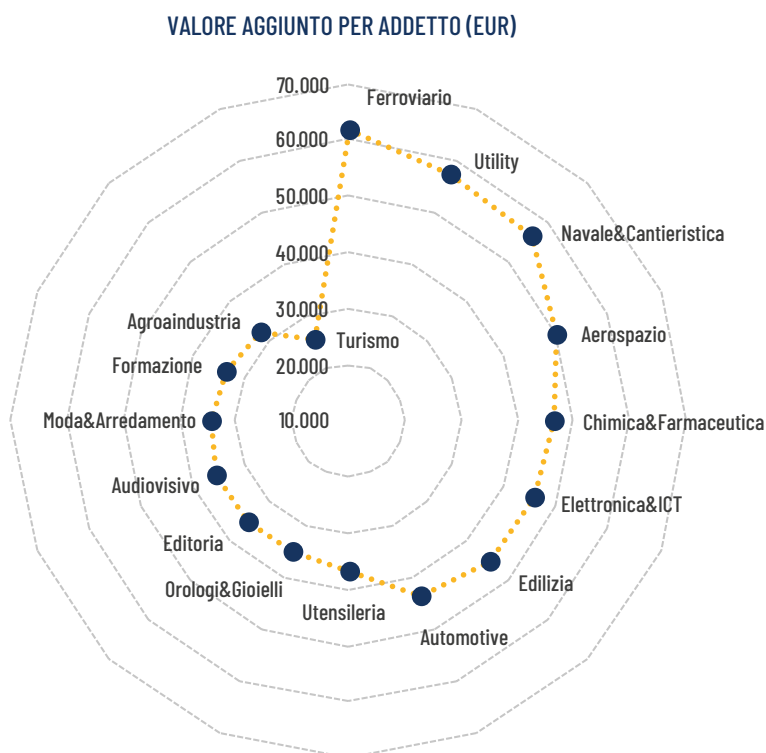 VALORE AGGIUNTO PER ADDETTO (EUR)
70.000
Ferroviario
60.000
Utility
50.000
Navale&Cantieristica
40.000
30.000
Agroaindustria
Aerospazio
Turismo
Formazione
20.000
Moda&Arredamento
10.000
Chimica&Farmaceutica
Audiovisivo
Elettronica&ICT
Editoria
Edilizia
Orologi&Gioielli
Utensileria
Automotive